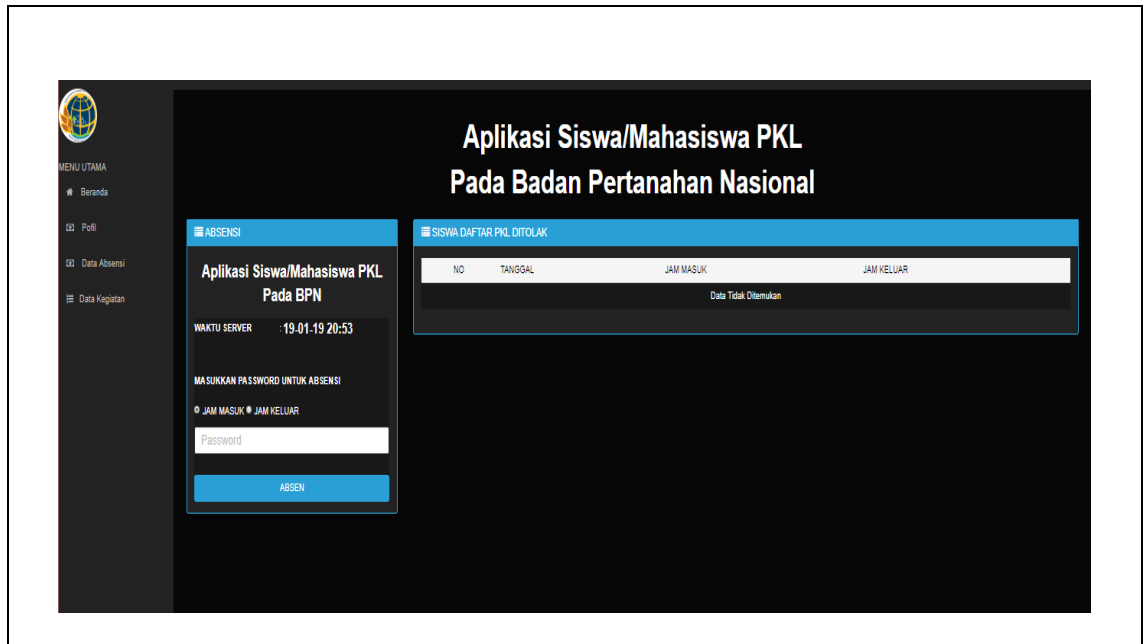 Aplikasi Siswa/Mahasiswa PKL
Pada Badan Pertanahan Nasional
MENU UTAMA
Beranda
Pofil
Data Absensi
Data Kegiatan
ABSENSI
Aplikasi Siswa/Mahasiswa PKL
Pada BPN
WAKTU SERVER : 19-01-19 20:53
MASUKKAN PASSWORD UNTUK ABSENSI
JAM MASUK JAM KELUAR
Password
ABSEN
SISWA DAFTAR PKL DITOLAK
NO TANGGAL JAM MASUK JAM KELUAR
Data Tidak Ditemukan